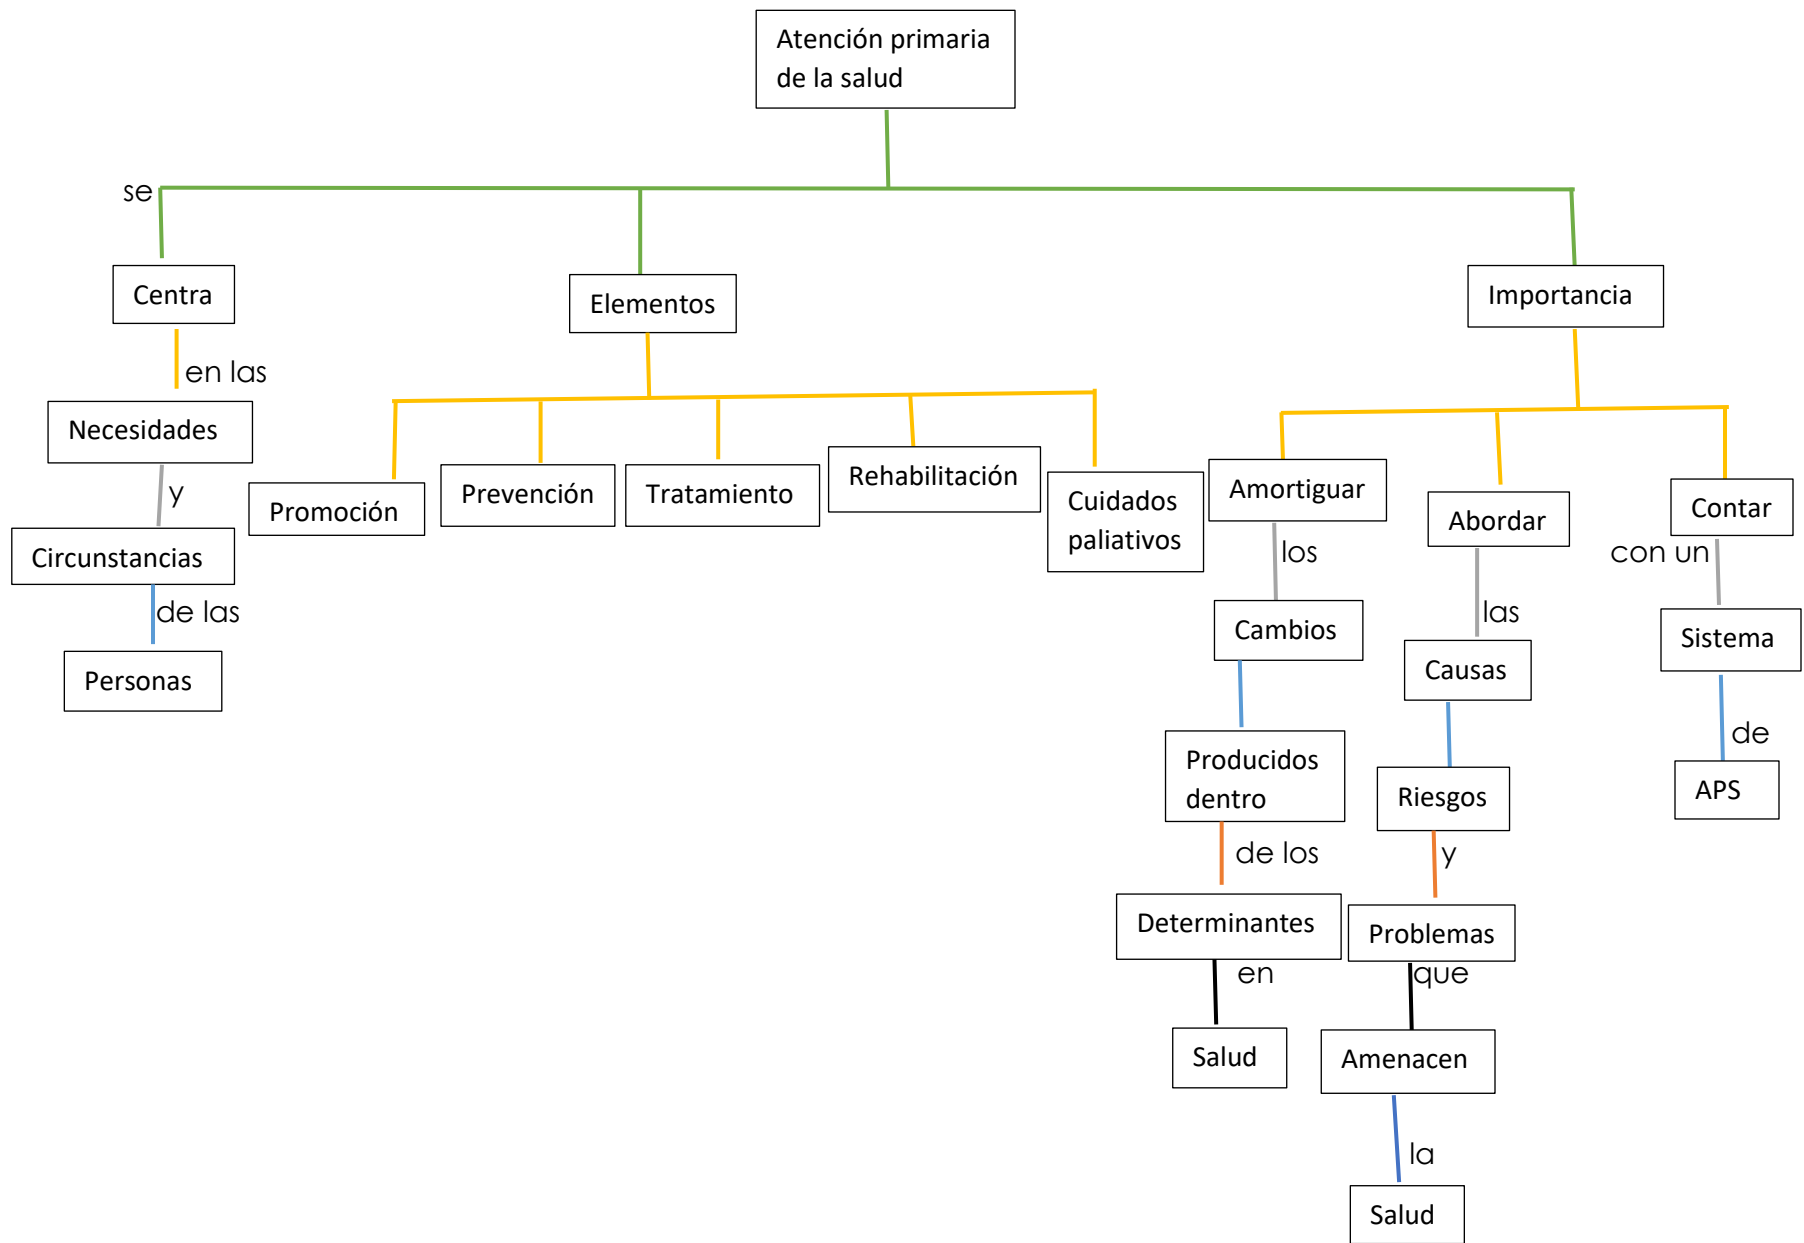 Atención primaria
de la salud
se
Centra
en las
Necesidades
y
Circunstancias
de las
Personas
Elementos
Promoción
Prevención
Tratamiento
Rehabilitación
Cuidados
paliativos
Importancia
Amortiguar
los
Cambios
Producidos
dentro
de los
Determinantes
en
Salud
Abordar
las
Causas
Riesgos
y
Problemas
que
Amenacen
la
Salud
Contar
con un
Sistema
de
APS